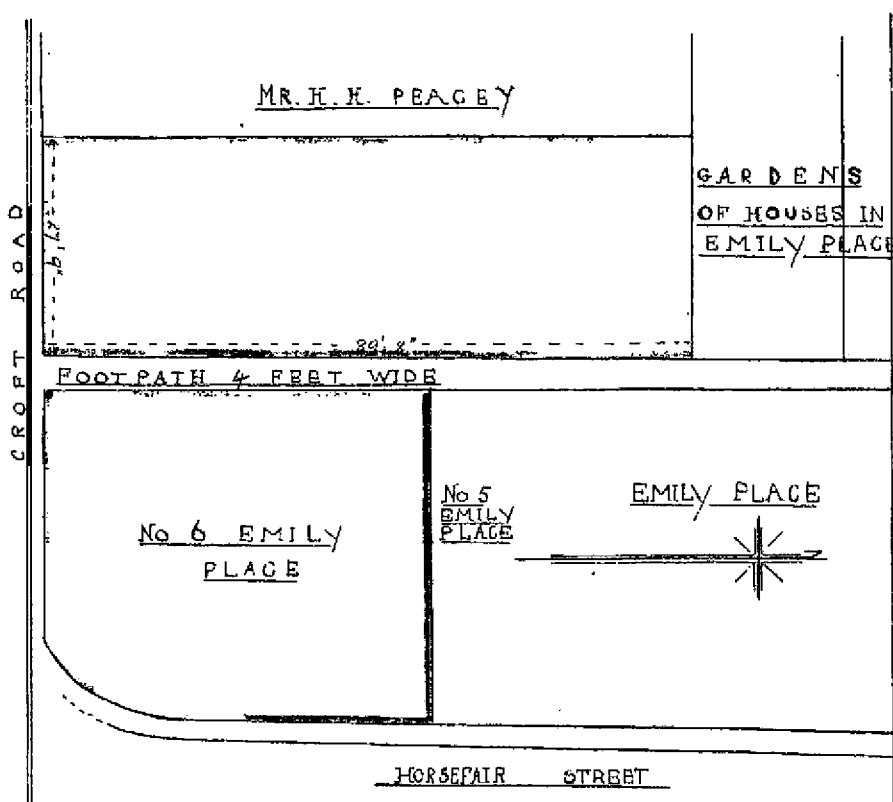 MR. H. H. PEACEY
GARDENS
OF HOUSES IN
EMILY PLACE
CROFT ROAD
89'. 8"
FOOTPATH 4 FEET WIDE
No 6 EMILY
PLACE
No 5
EMILY
PLACE
EMILY PLACE
HORSEFAIR STREET